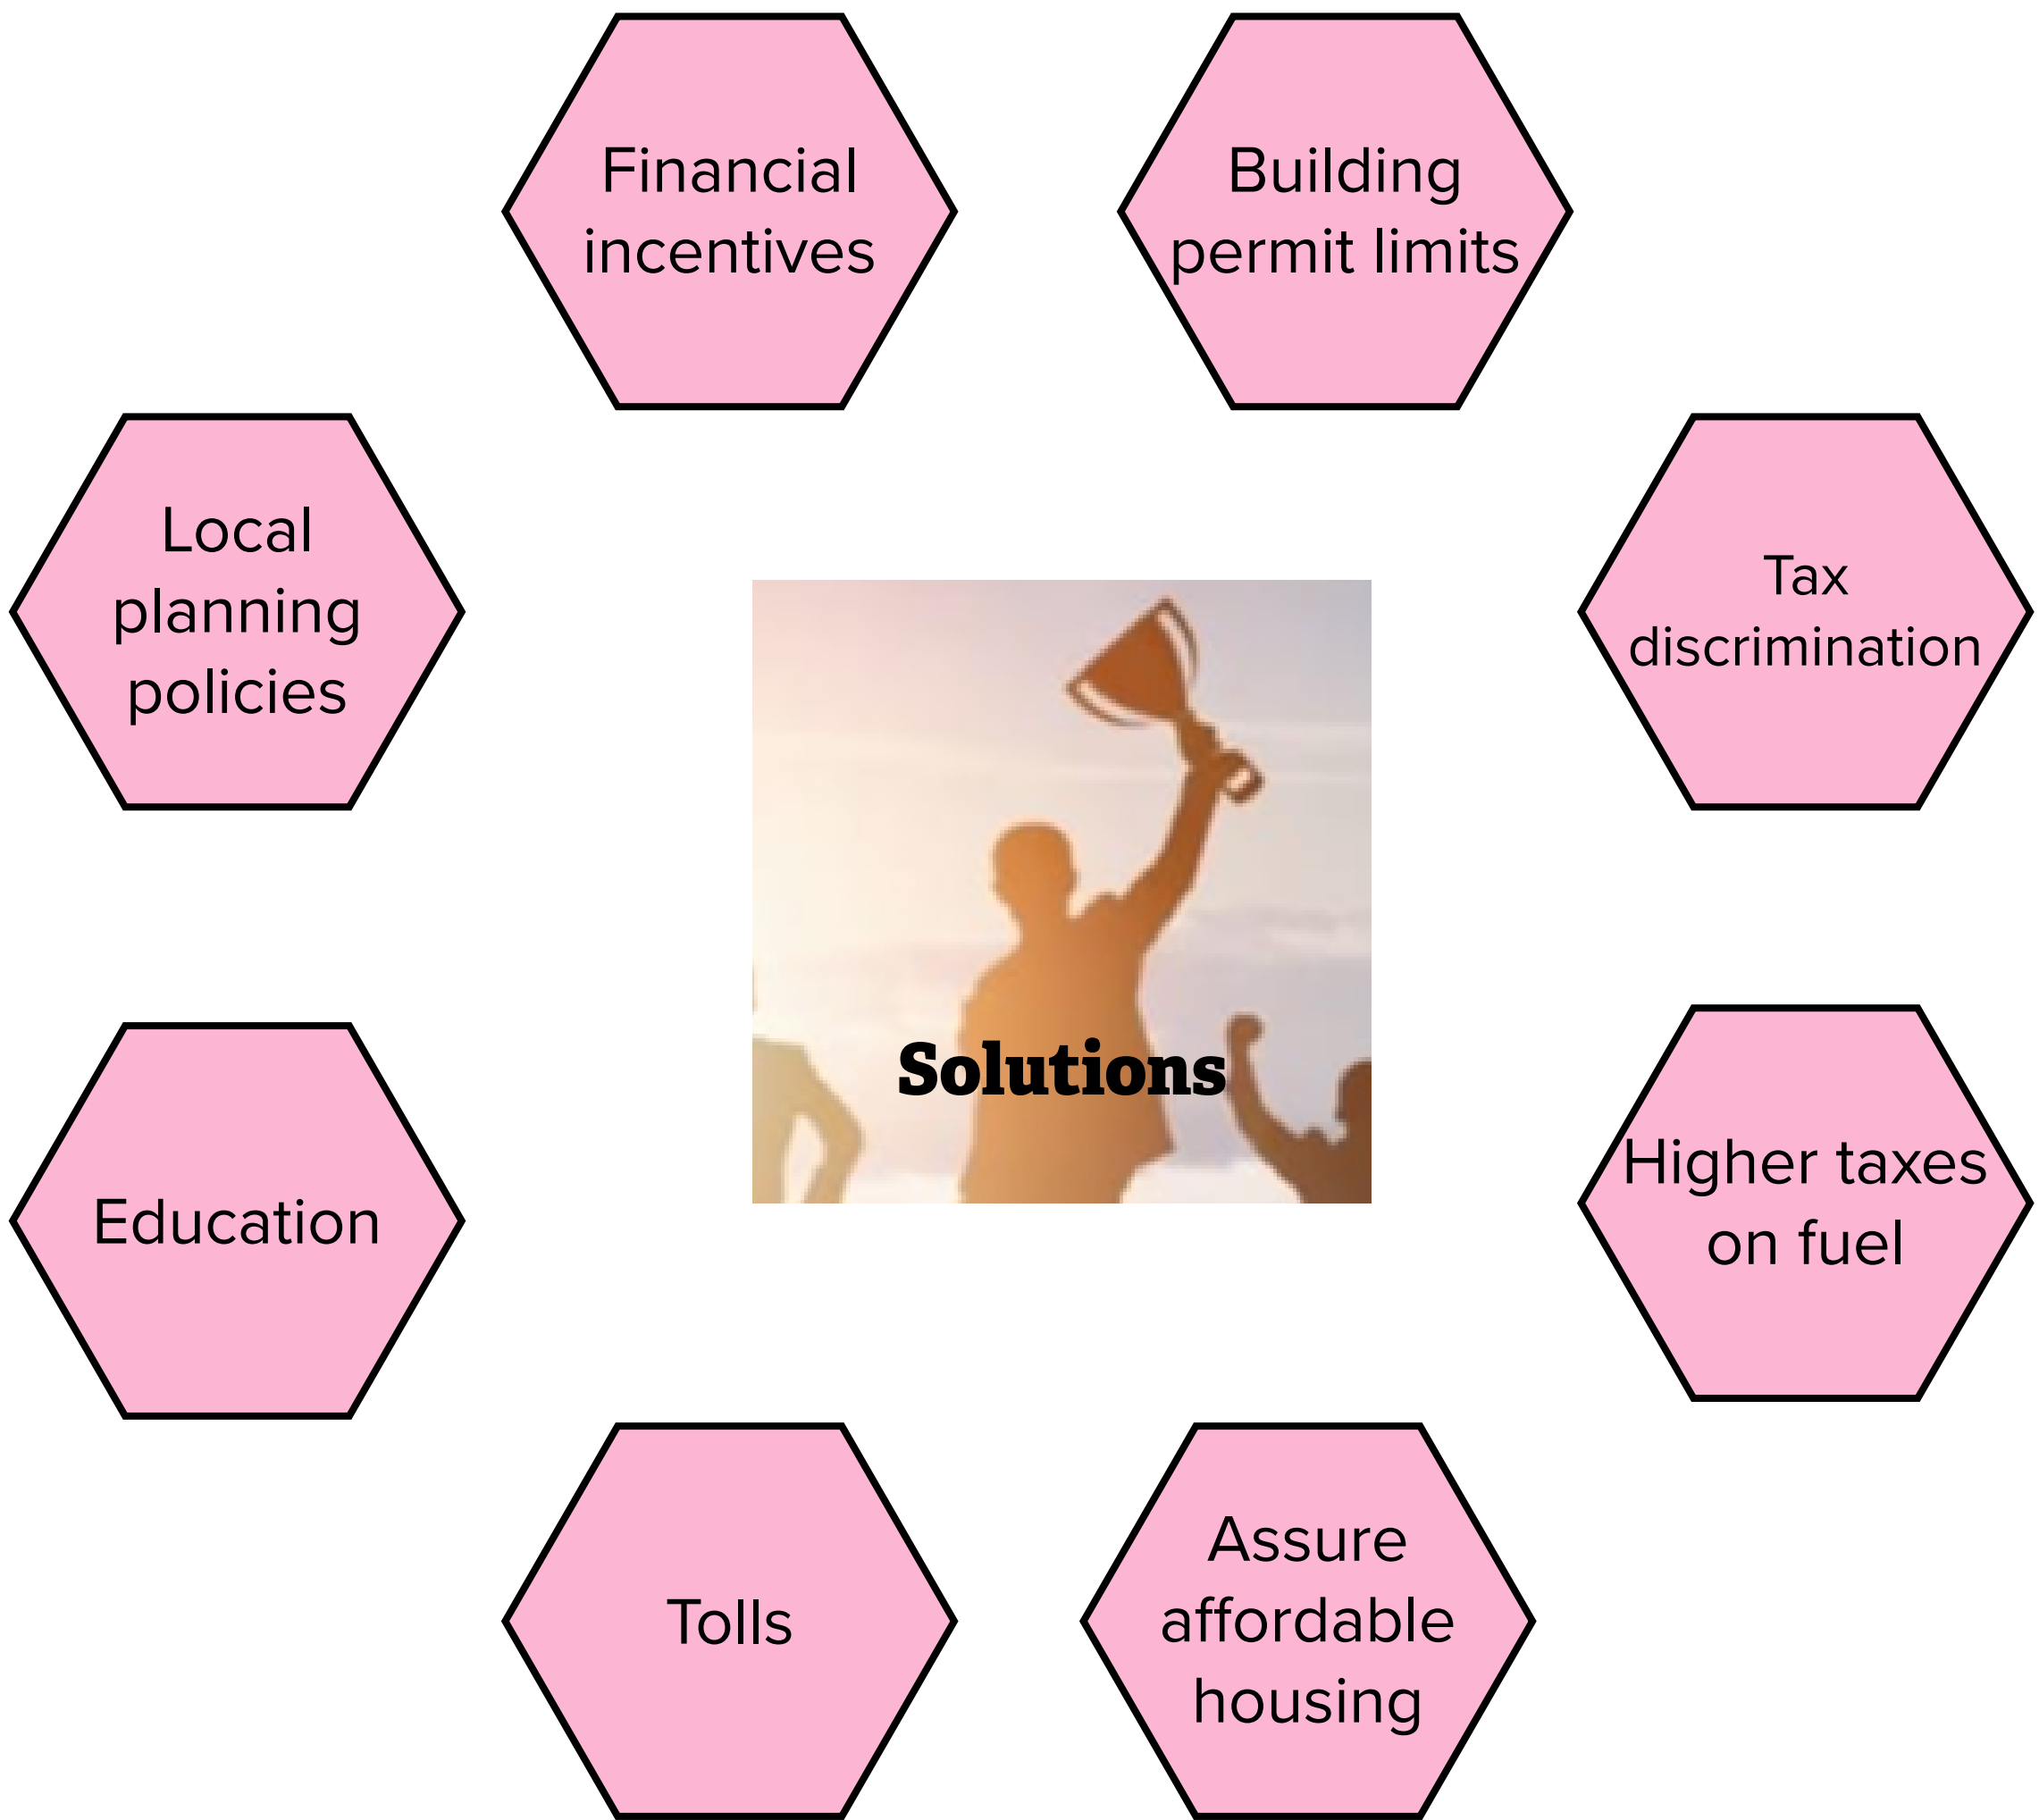 Financial
incentives
Building
permit limits
Local
planning
policies
Tax
discrimination
Solutions
Education
Higher taxes
on fuel
Tolls
Assure
affordable
housing